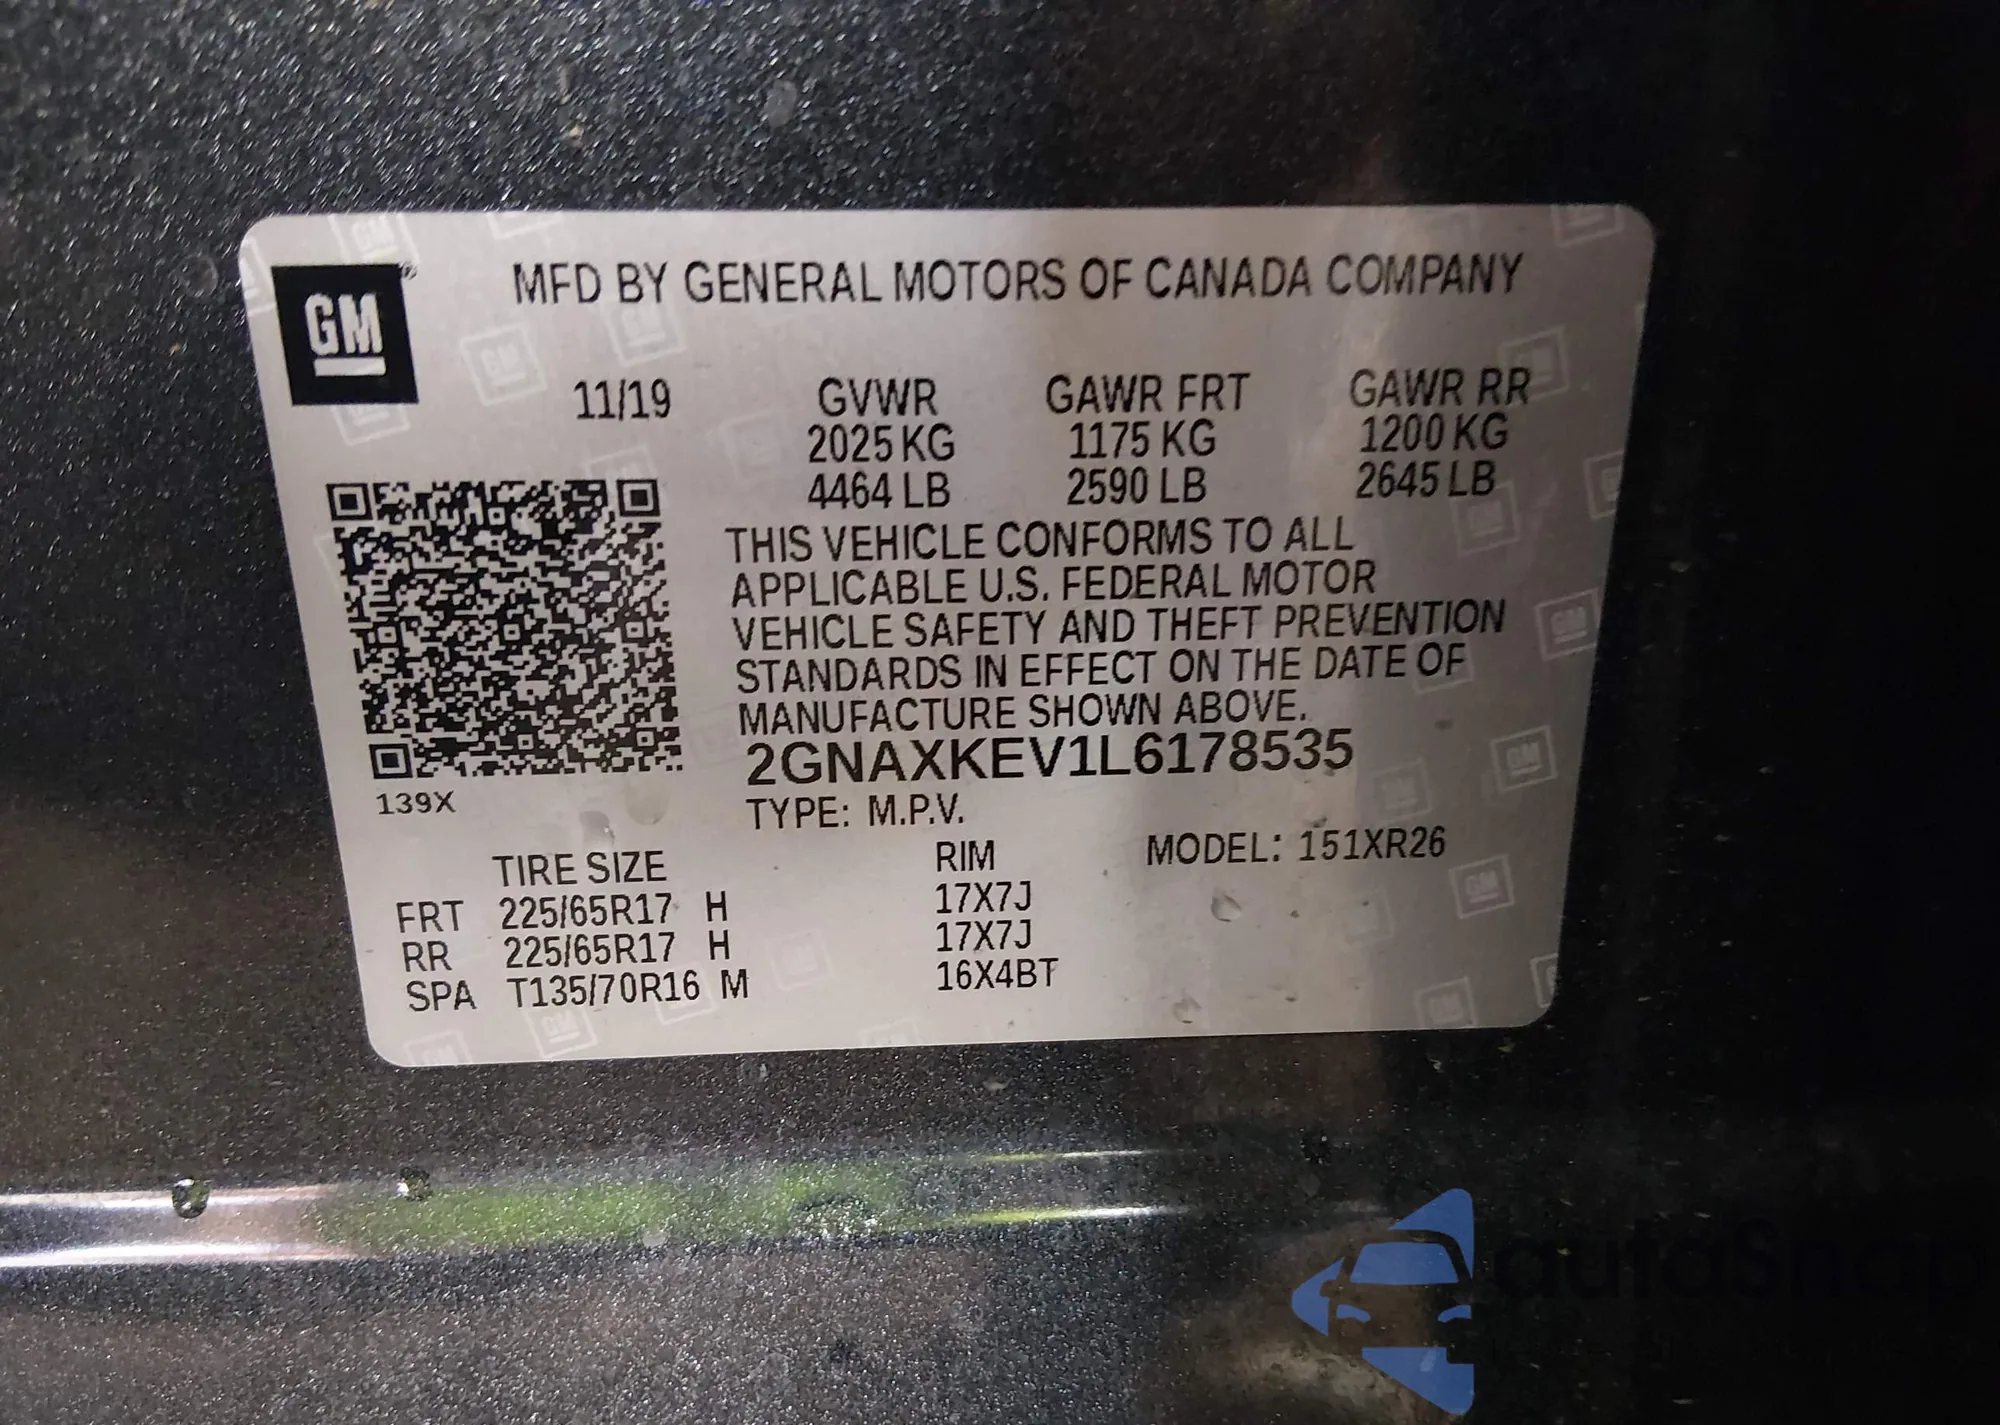 GM
MFD BY GENERAL MOTORS OF CANADA COMPANY
11/19 GVWR GAWR FRT GAWR RR
2025 KG 1175 KG 1200 KG
4464 LB 2590 LB 2645 LB
THIS VEHICLE CONFORMS TO ALL
APPLICABLE U.S. FEDERAL MOTOR
VEHICLE SAFETY AND THEFT PREVENTION
STANDARDS IN EFFECT ON THE DATE OF
MANUFACTURE SHOWN ABOVE.
2GNAXKEV1L6178535
139X
TYPE: M.P.V.
TIRE SIZE RIM MODEL: 151XR26
FRT 225/65R17 H 17X7J
RR 225/65R17 H 17X7J
SPA T135/70R16 M 16X4BT
autosnap